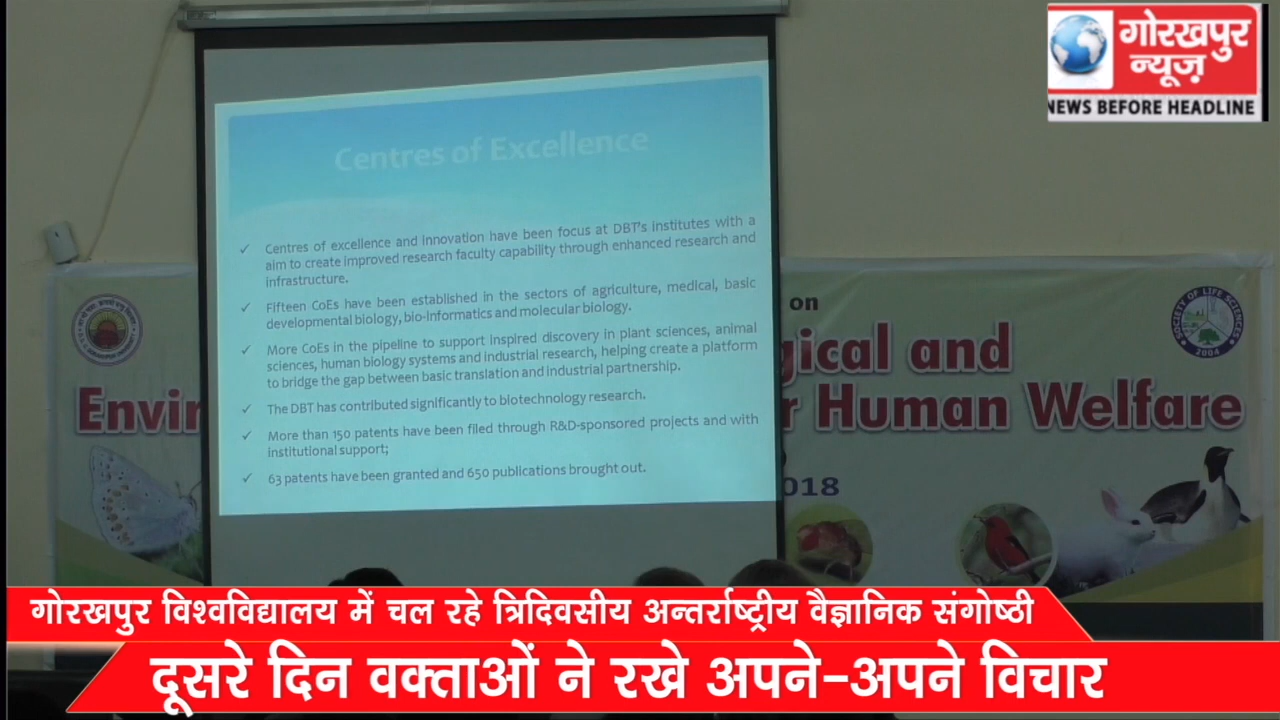 गोरखपुर
न्यूज़
NEWS BEFORE HEADLINE
Centres of Excellence
✓ Centres of excellence and innovation have been focus at DBT's institutes with a
aim to create improved research faculty capability through enhanced research and
infrastructure.
✓ Fifteen CoEs have been established in the sectors of agriculture, medical, basic
developmental biology, bio-informatics and molecular biology.
✓ More CoEs in the pipeline to support inspired discovery in plant sciences, animal
sciences, human biology systems and industrial research, helping create a platform
to bridge the gap between basic translation and industrial partnership.
✓ The DBT has contributed significantly to biotechnology research.
✓ More than 150 patents have been filed through R&D-sponsored projects and with
institutional support;
✓ 63 patents have been granted and 650 publications brought out.
on
gical and
Envir r Human Welfare
018
SOCIETY OF LIFE SCIENCES
2004
गोरखपुर विश्वविद्यालय में चल रहे त्रिदिवसीय अन्तर्राष्ट्रीय वैज्ञानिक संगोष्ठी
दूसरे दिन वक्ताओं ने रखे अपने-अपने विचार